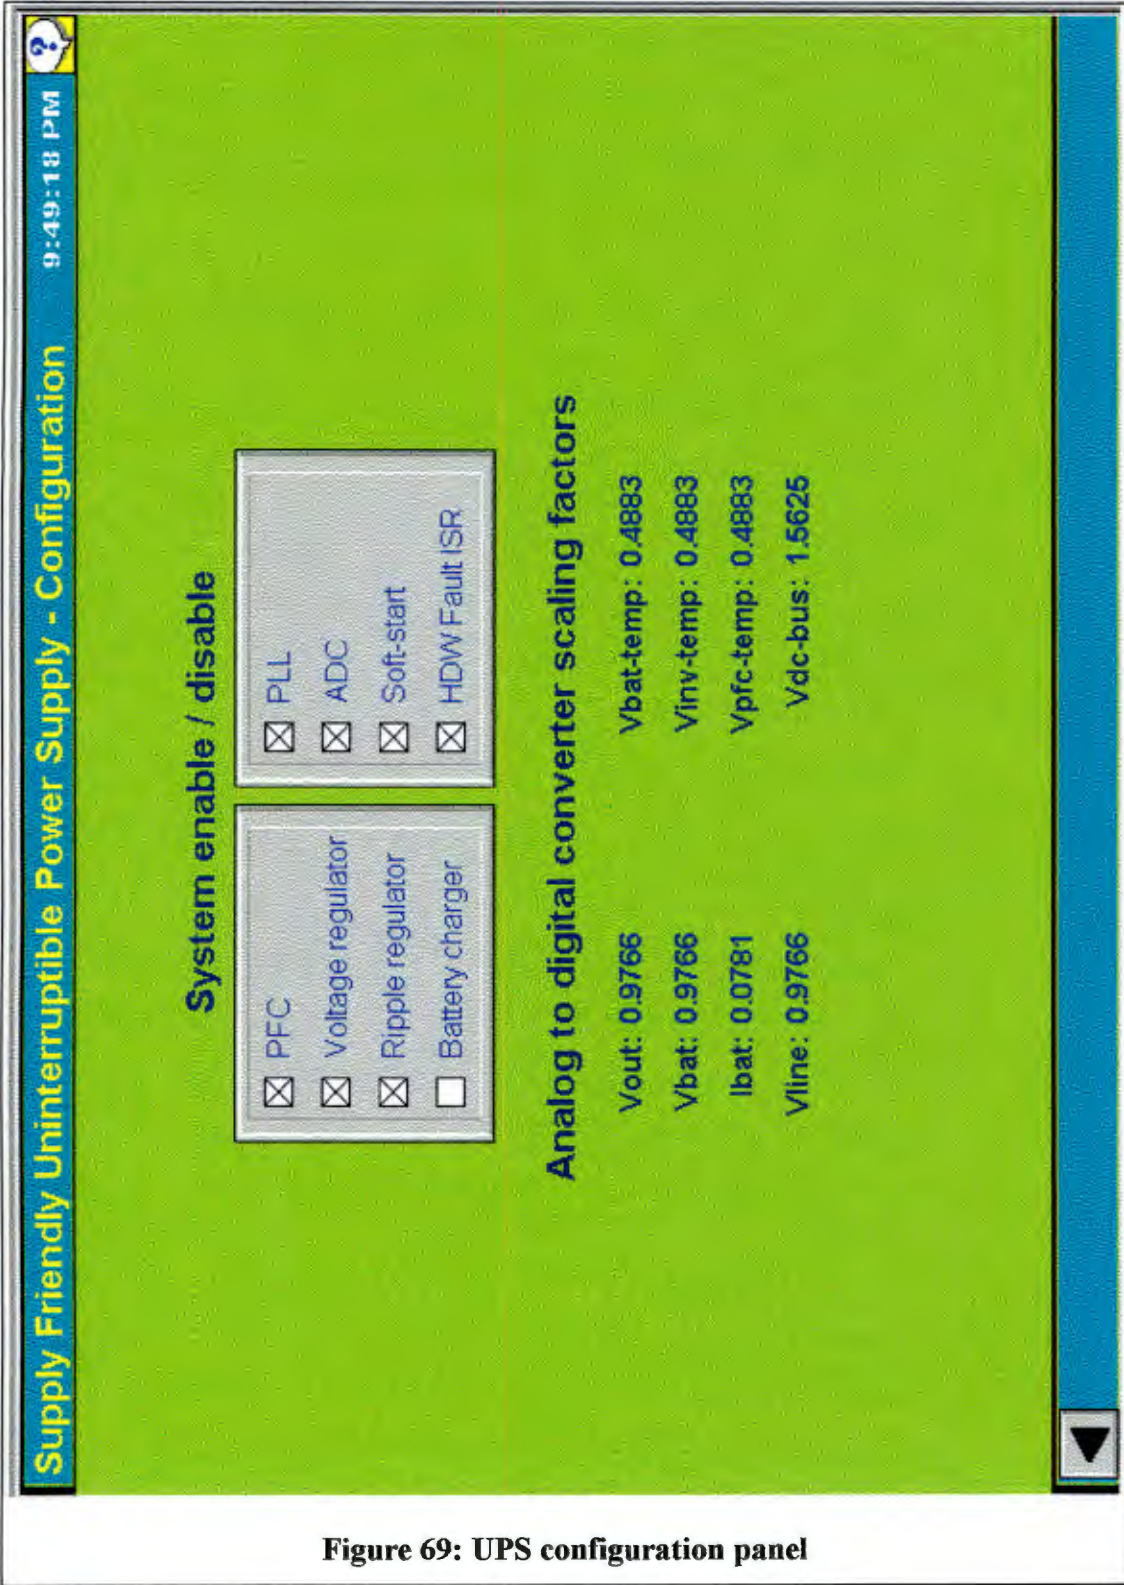 Supply Friendly Uninterruptible Power Supply - Configuration 9:49:18 PM ?
System enable / disable
PFC
Voltage regulator
Ripple regulator
Battery charger
PLL
ADC
Soft-start
HDW Fault ISR
Analog to digital converter scaling factors
Vout: 0.9766
Vbat: 0.9766
Ibat: 0.0781
Vline: 0.9766
Vbat-temp: 0.4883
Vinv-temp: 0.4883
Vpfc-temp: 0.4883
Vdc-bus: 1.5625
Figure 69: UPS configuration panel